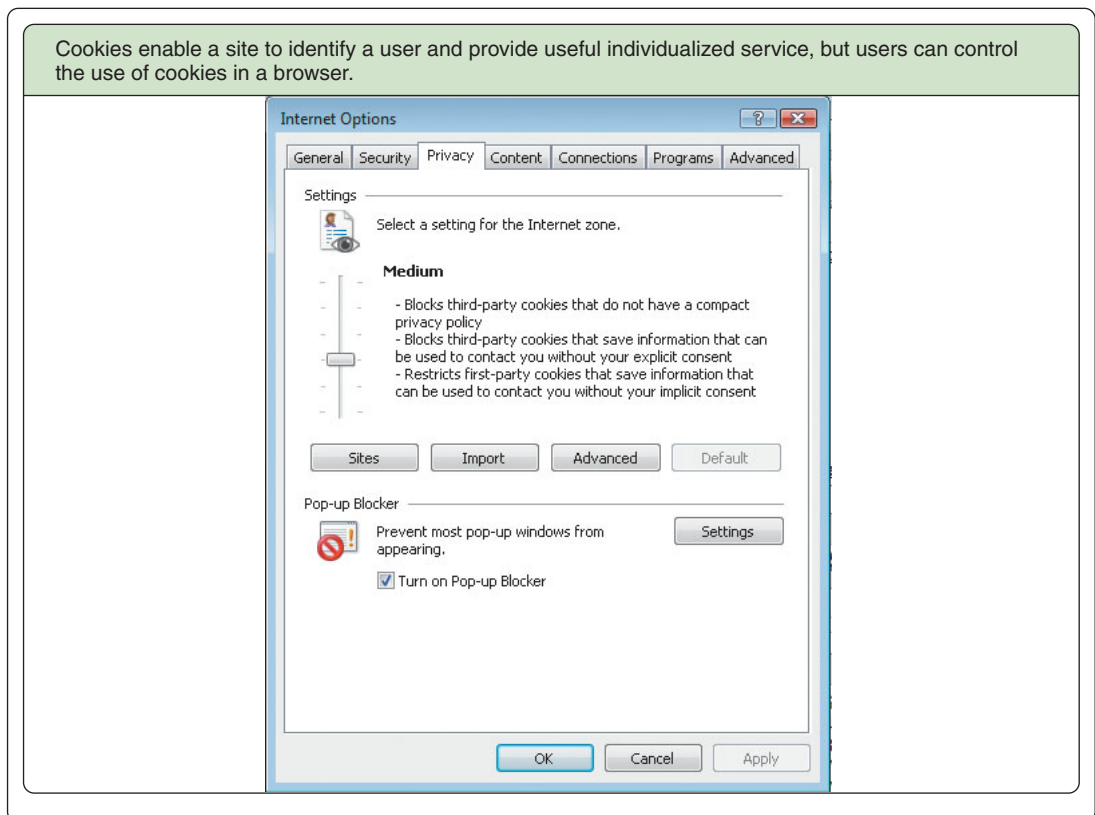 Cookies enable a site to identify a user and provide useful individualized service, but users can control
the use of cookies in a browser.
Internet Options
General Security Privacy Content Connections Programs Advanced
Settings
Select a setting for the Internet zone.
Medium
- Blocks third-party cookies that do not have a compact
privacy policy
- Blocks third-party cookies that save information that can
be used to contact you without your explicit consent
- Restricts first-party cookies that save information that
can be used to contact you without your implicit consent
Sites Import Advanced Default
Pop-up Blocker
Prevent most pop-up windows from
appearing.
Settings
Turn on Pop-up Blocker
OK Cancel Apply